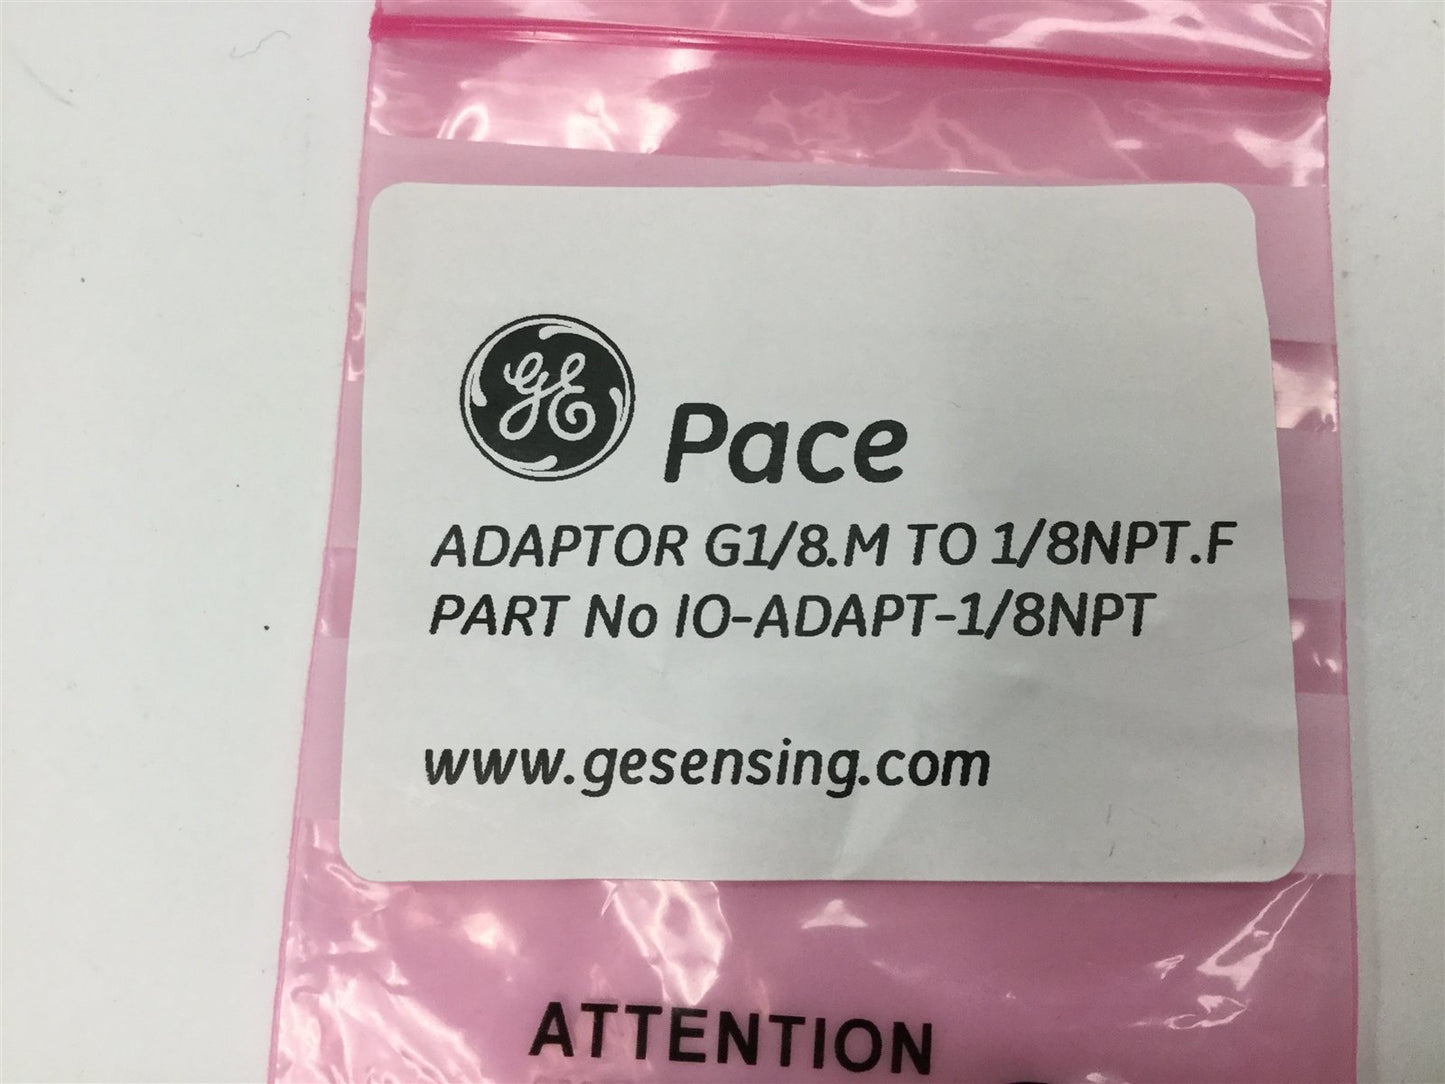 GE Pace
ADAPTOR G1/8.M TO 1/8NPT.F
PART No IO-ADAPT-1/8NPT
www.gesensing.com
ATTENTION